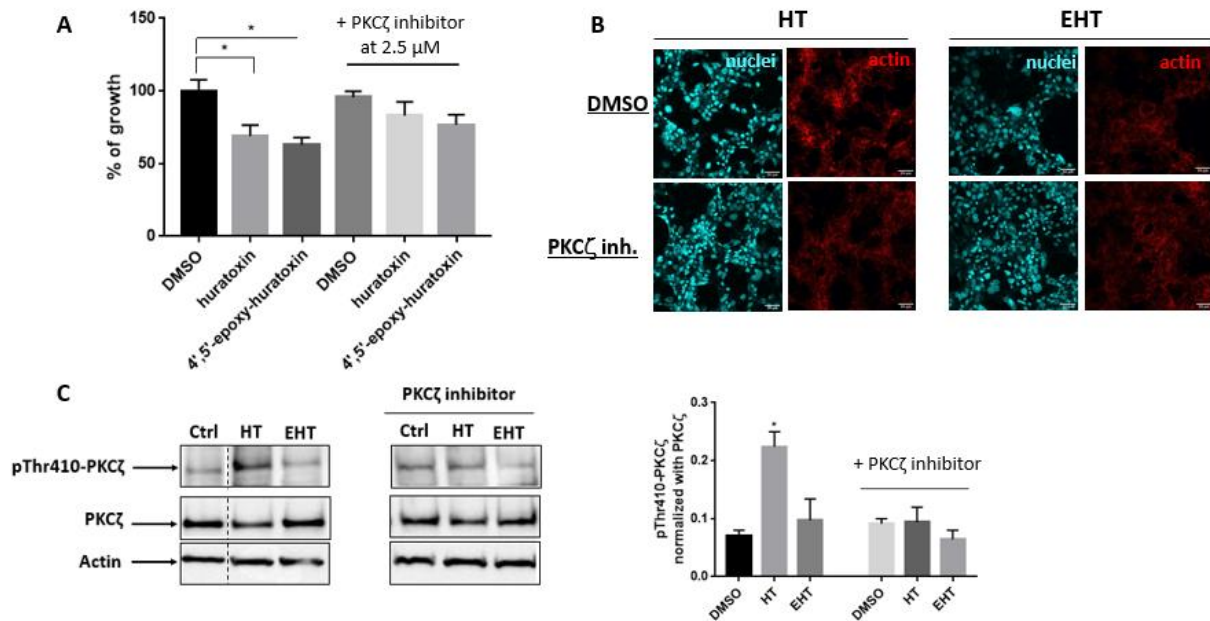 A
150
100
50
0
% of growth
*
*
+ PKCζ inhibitor
at 2.5 µM
DMSO
huratoxin
4',5'-epoxy-huratoxin
DMSO
huratoxin
4',5'-epoxy-huratoxin
B
HT
EHT
nuclei
actin
nuclei
actin
DMSO
PKCζ inh.
C
PKCζ inhibitor
Ctrl HT EHT
Ctrl HT EHT
pThr410-PKCζ
PKCζ
Actin
pThr410-PKCζ
normalized with PKCζ
0.3
0.2
0.1
0.0
*
+ PKCζ inhibitor
DMSO
HT
EHT
DMSO
HT
EHT